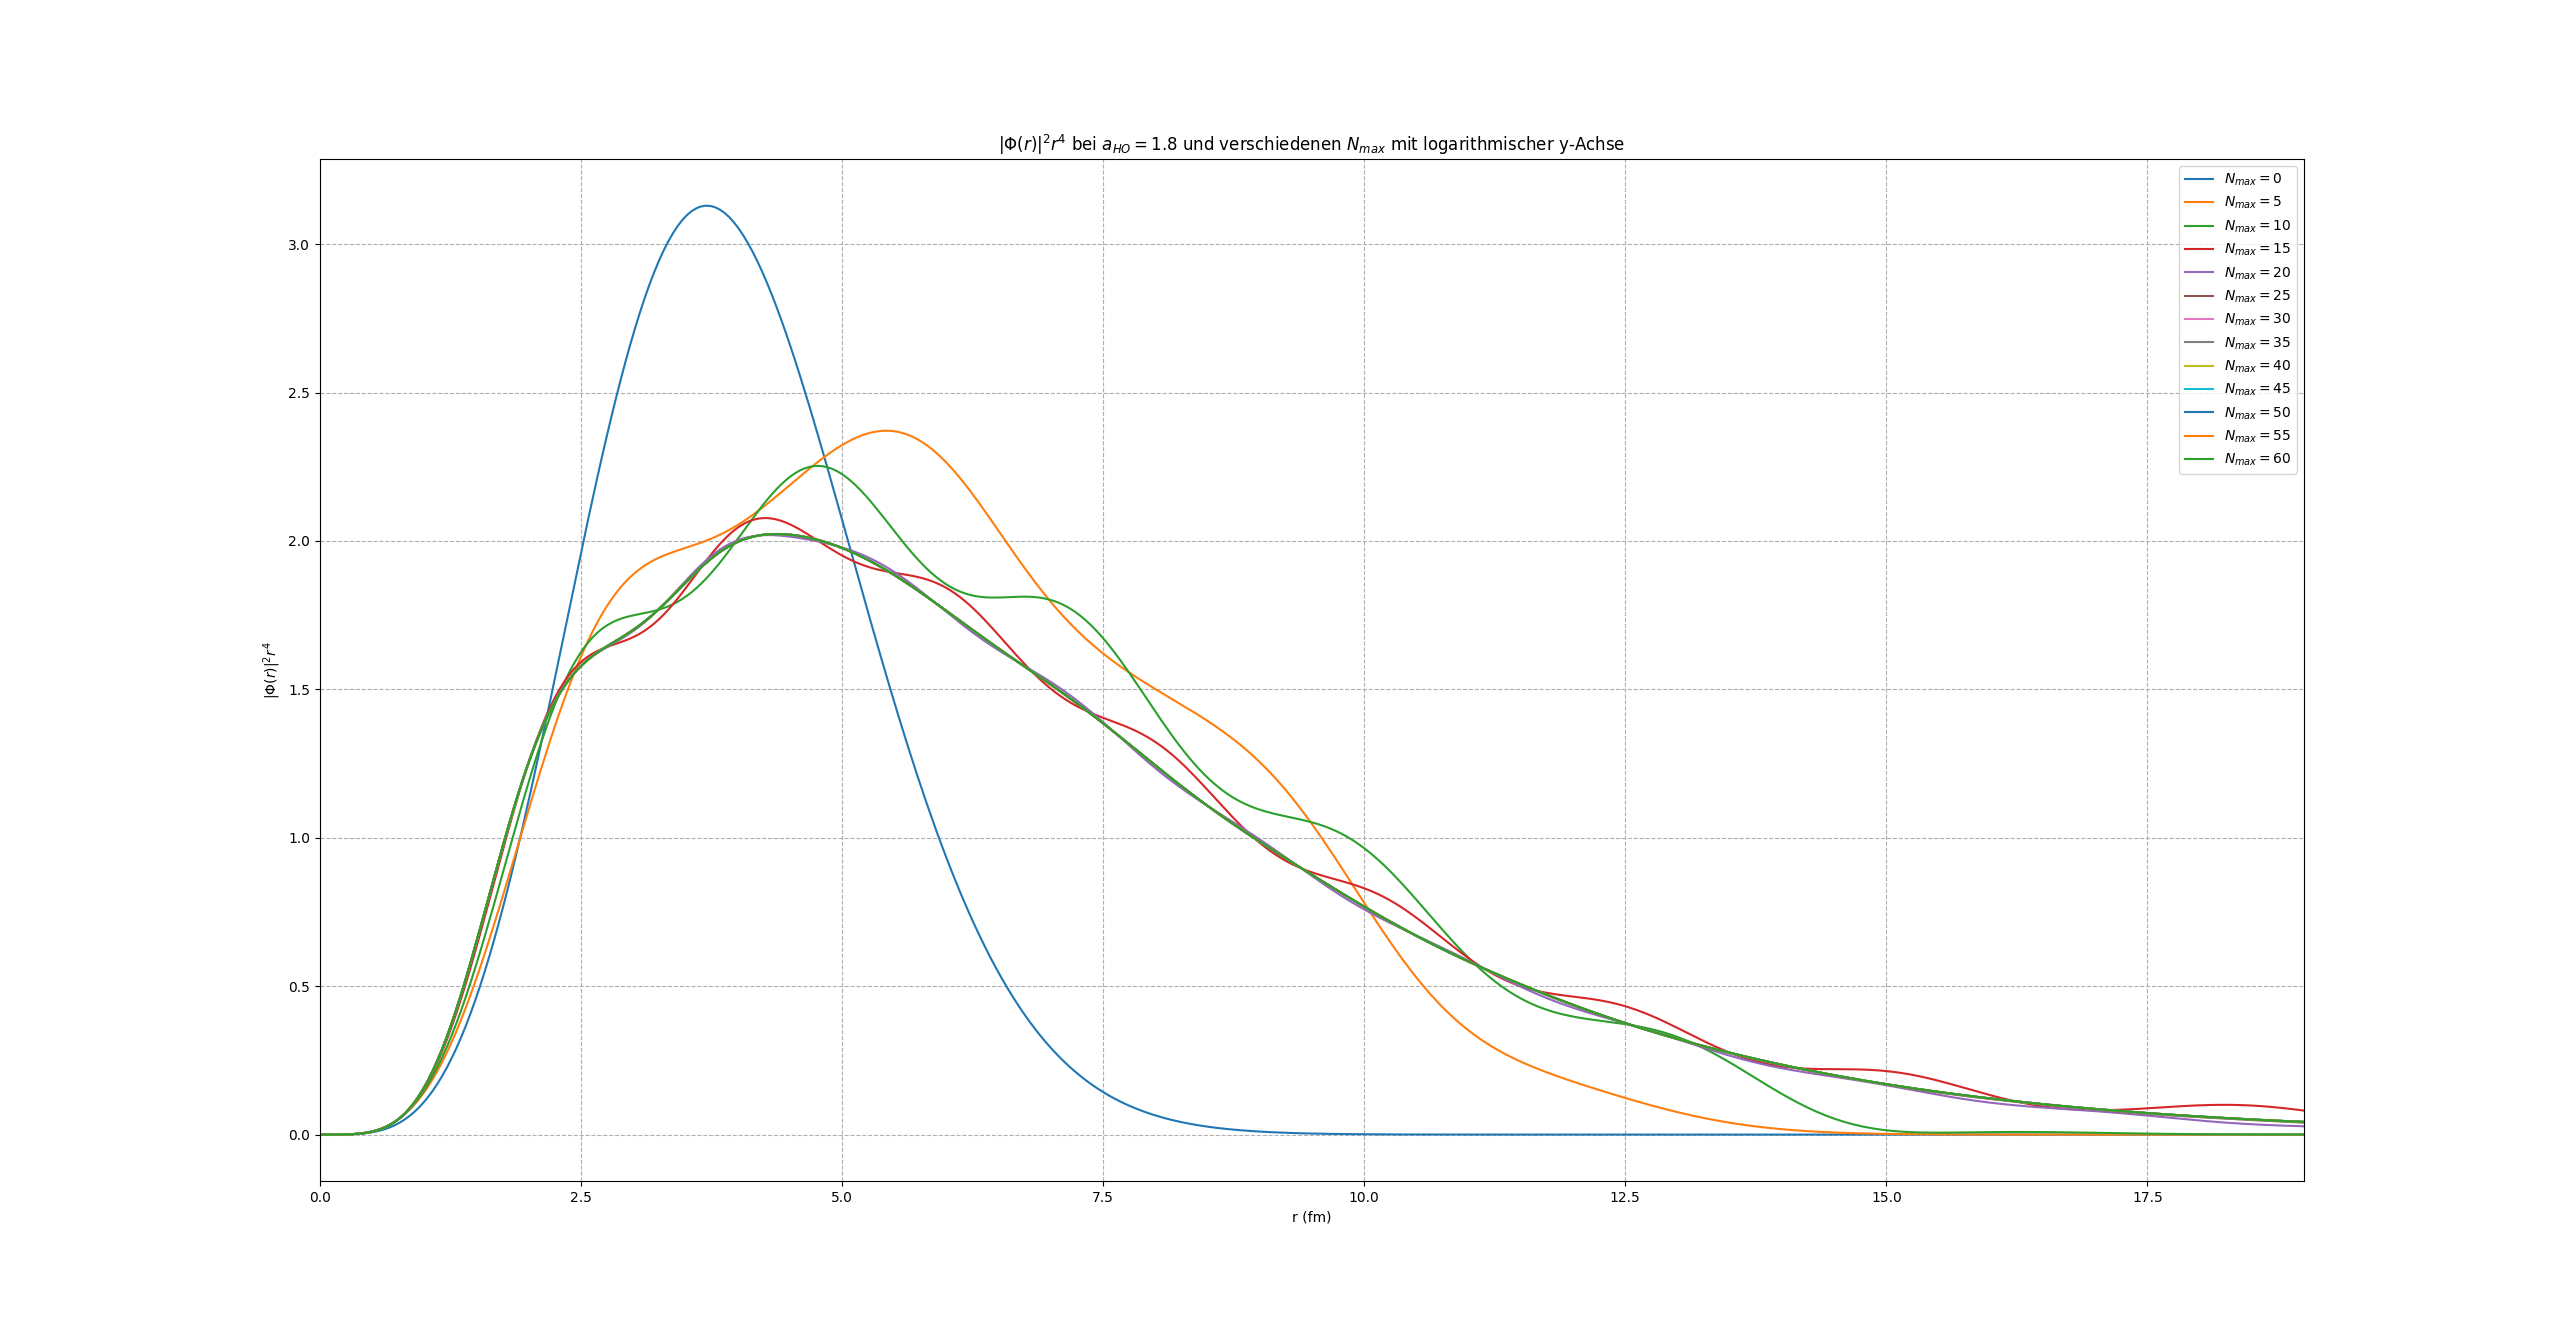 |Φ(r)|²r⁴ bei a_HO = 1.8 und verschiedenen N_max mit logarithmischer y-Achse
N_max = 0
N_max = 5
N_max = 10
N_max = 15
N_max = 20
N_max = 25
N_max = 30
N_max = 35
N_max = 40
N_max = 45
N_max = 50
N_max = 55
N_max = 60
3.0
2.5
2.0
1.5
1.0
0.5
0.0
|Φ(r)|²r⁴
0.0 2.5 5.0 7.5 10.0 12.5 15.0 17.5
r (fm)